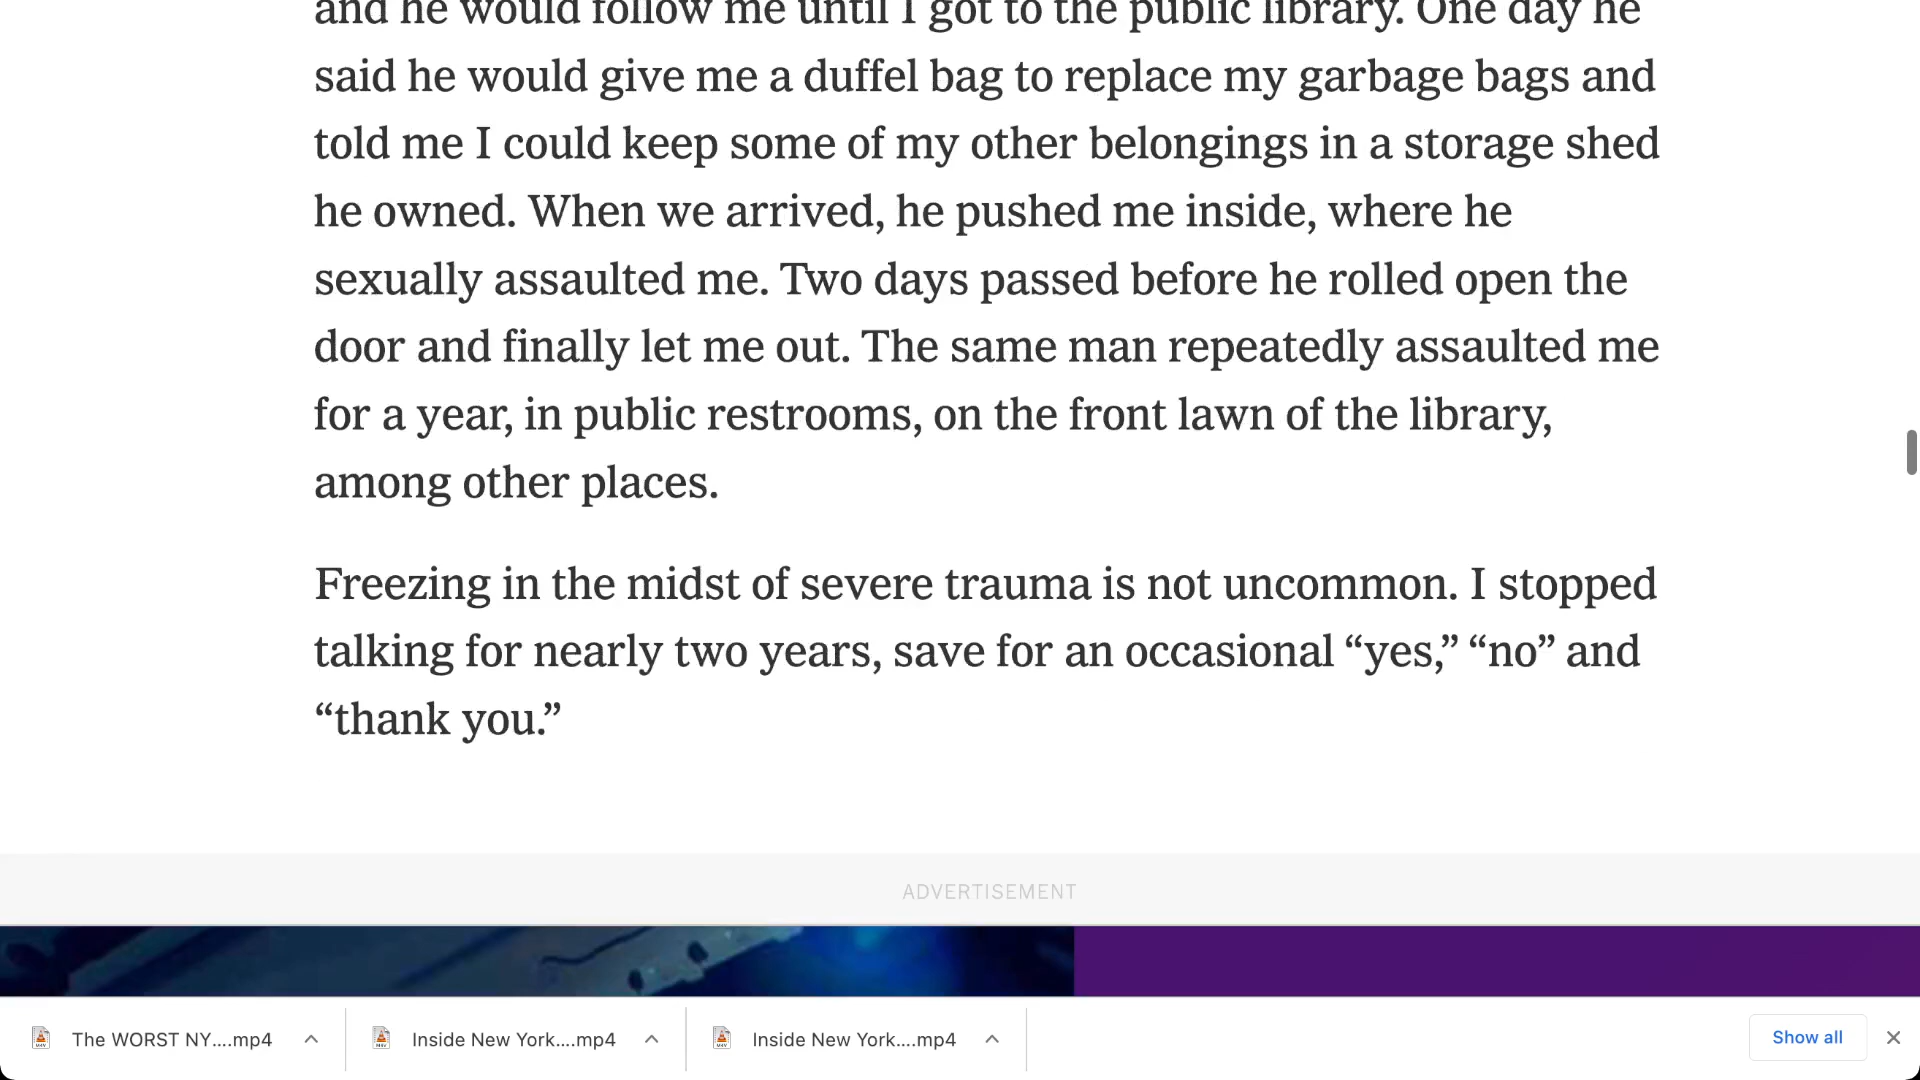 and he would follow me until I got to the public library. One day he
said he would give me a duffel bag to replace my garbage bags and
told me I could keep some of my other belongings in a storage shed
he owned. When we arrived, he pushed me inside, where he
sexually assaulted me. Two days passed before he rolled open the
door and finally let me out. The same man repeatedly assaulted me
for a year, in public restrooms, on the front lawn of the library,
among other places.
Freezing in the midst of severe trauma is not uncommon. I stopped
talking for nearly two years, save for an occasional “yes,” “no” and
“thank you.”
ADVERTISEMENT
The WORST NY....mp4 Inside New York....mp4 Inside New York....mp4 Show all